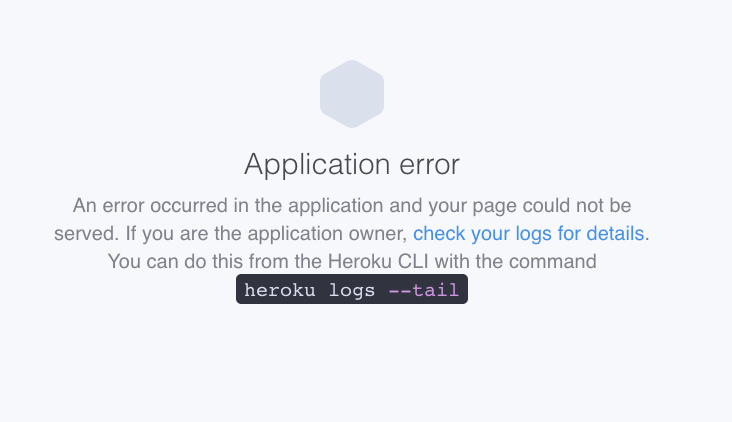 Application error
An error occurred in the application and your page could not be
served. If you are the application owner, check your logs for details.
You can do this from the Heroku CLI with the command
heroku logs --tail